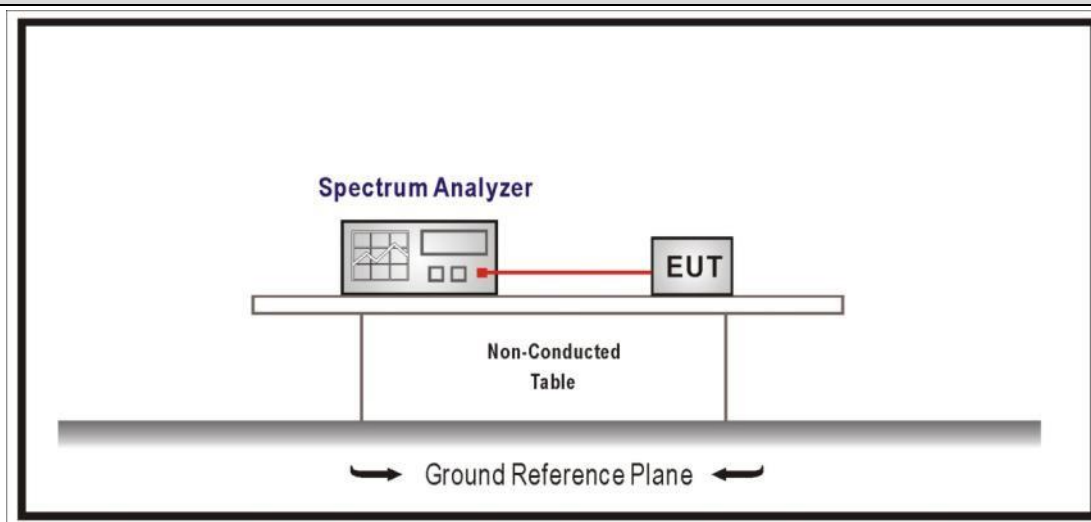 Spectrum Analyzer
EUT
Non-Conducted
Table
Ground Reference Plane